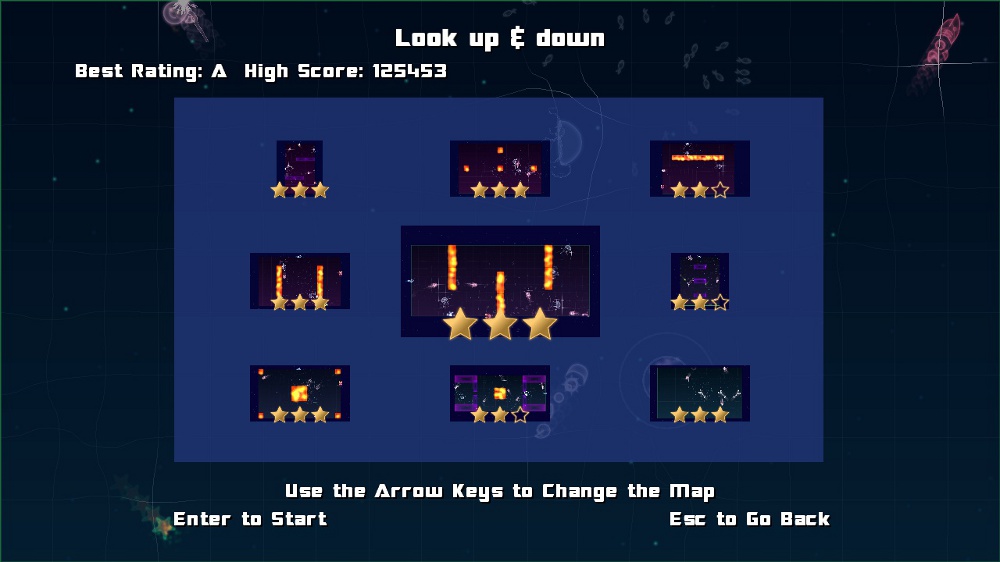 Look up & down
Best Rating: A  High Score: 125453
Use the Arrow Keys to Change the Map
Enter to Start
Esc to Go Back